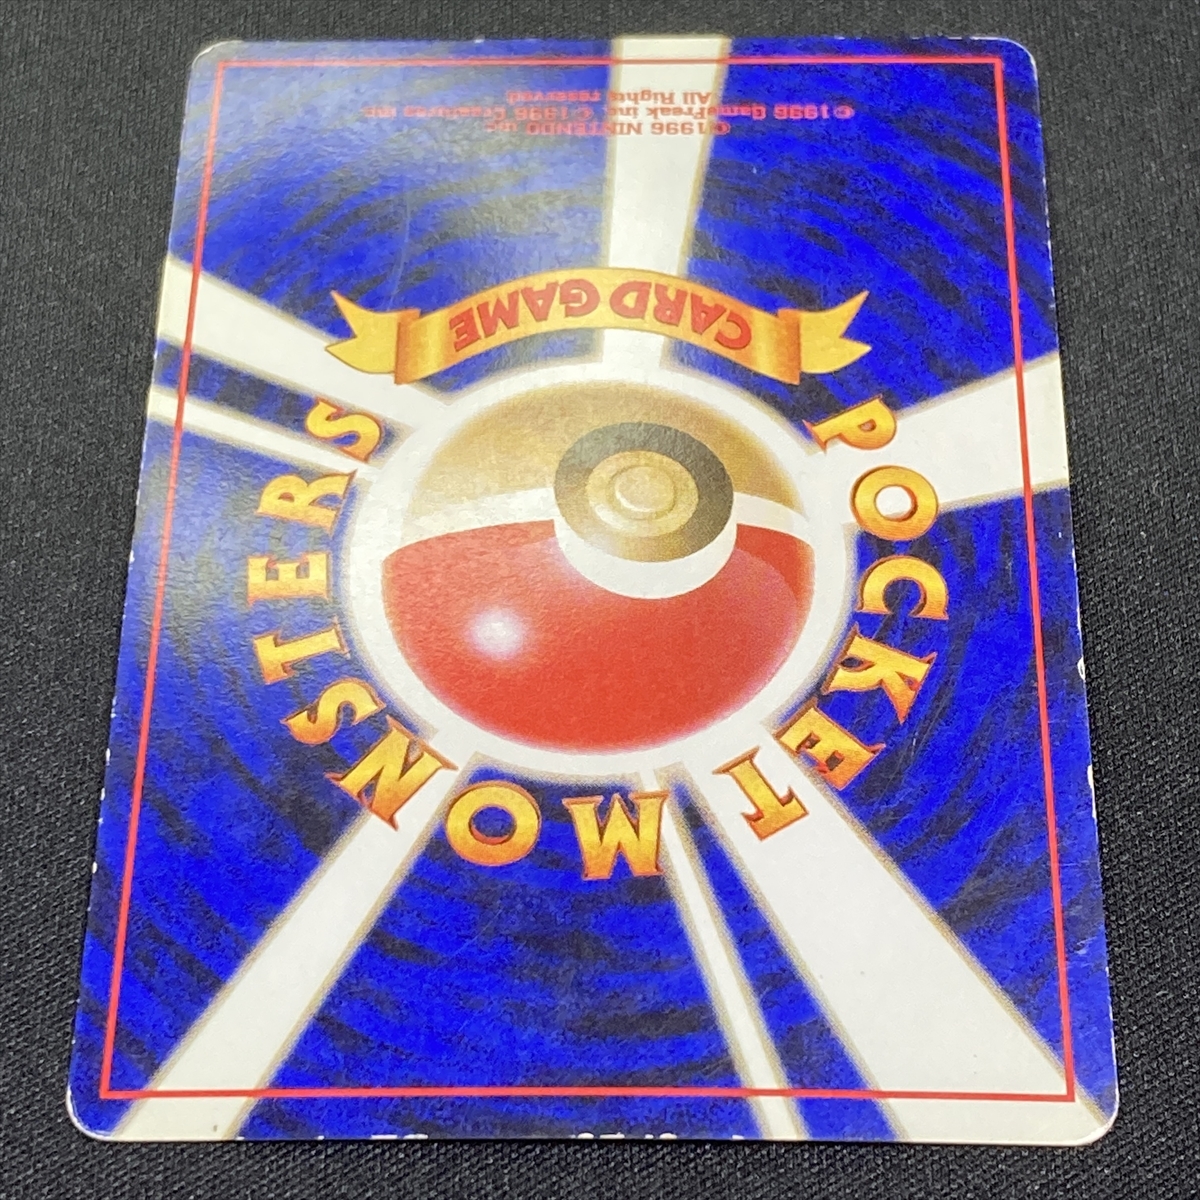 POCKET MONSTERS
CARD GAME
©1996 NINTENDO
©1996 GameFreak inc. ©1996 Creatures inc
All Rights reserved